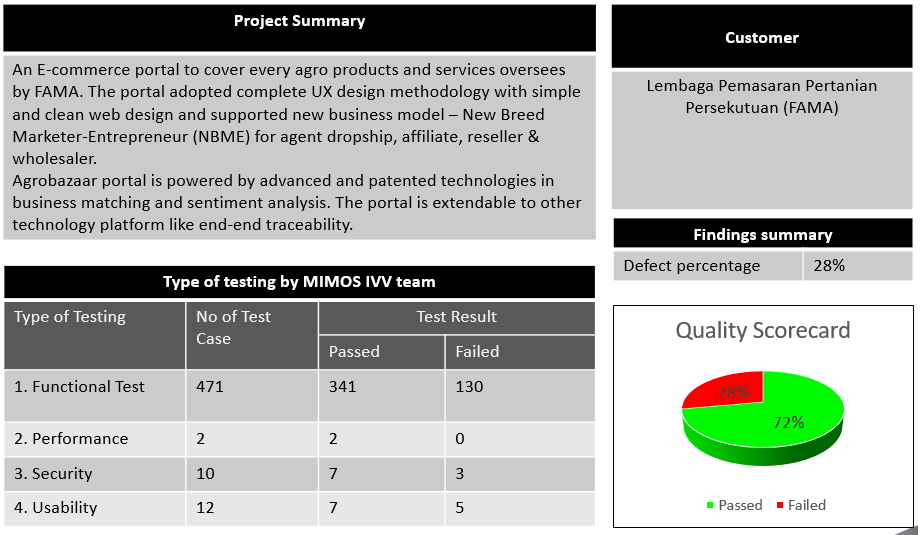 Project Summary
An E-commerce portal to cover every agro products and services oversees
by FAMA. The portal adopted complete UX design methodology with simple
and clean web design and supported new business model – New Breed
Marketer-Entrepreneur (NBME) for agent dropship, affiliate, reseller &
wholesaler.
Agrobazaar portal is powered by advanced and patented technologies in
business matching and sentiment analysis. The portal is extendable to other
technology platform like end-end traceability.
Customer
Lembaga Pemasaran Pertanian
Persekutuan (FAMA)
Findings summary
Defect percentage 28%
Type of testing by MIMOS IVV team
Type of Testing No of Test Case Test Result
Passed Failed
1. Functional Test 471 341 130
2. Performance 2 2 0
3. Security 10 7 3
4. Usability 12 7 5
Quality Scorecard
28%
72%
Passed Failed